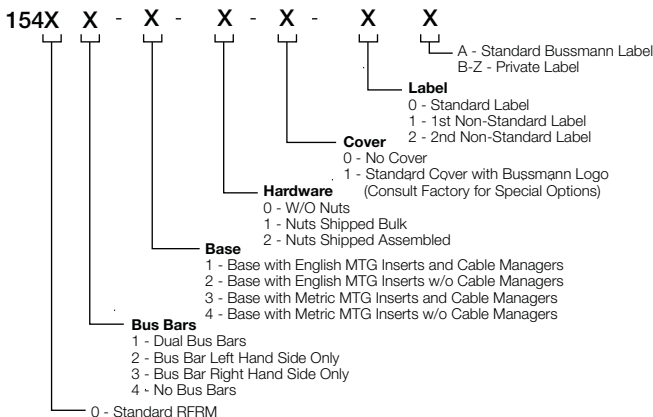 154X X - X - X - X - X X
A - Standard Bussmann Label
B-Z - Private Label
Label
0 - Standard Label
1 - 1st Non-Standard Label
2 - 2nd Non-Standard Label
Cover
0 - No Cover
1 - Standard Cover with Bussmann Logo
(Consult Factory for Special Options)
Hardware
0 - W/O Nuts
1 - Nuts Shipped Bulk
2 - Nuts Shipped Assembled
Base
1 - Base with English MTG Inserts and Cable Managers
2 - Base with English MTG Inserts w/o Cable Managers
3 - Base with Metric MTG Inserts and Cable Managers
4 - Base with Metric MTG Inserts w/o Cable Managers
Bus Bars
1 - Dual Bus Bars
2 - Bus Bar Left Hand Side Only
3 - Bus Bar Right Hand Side Only
4 - No Bus Bars
0 - Standard RFRM